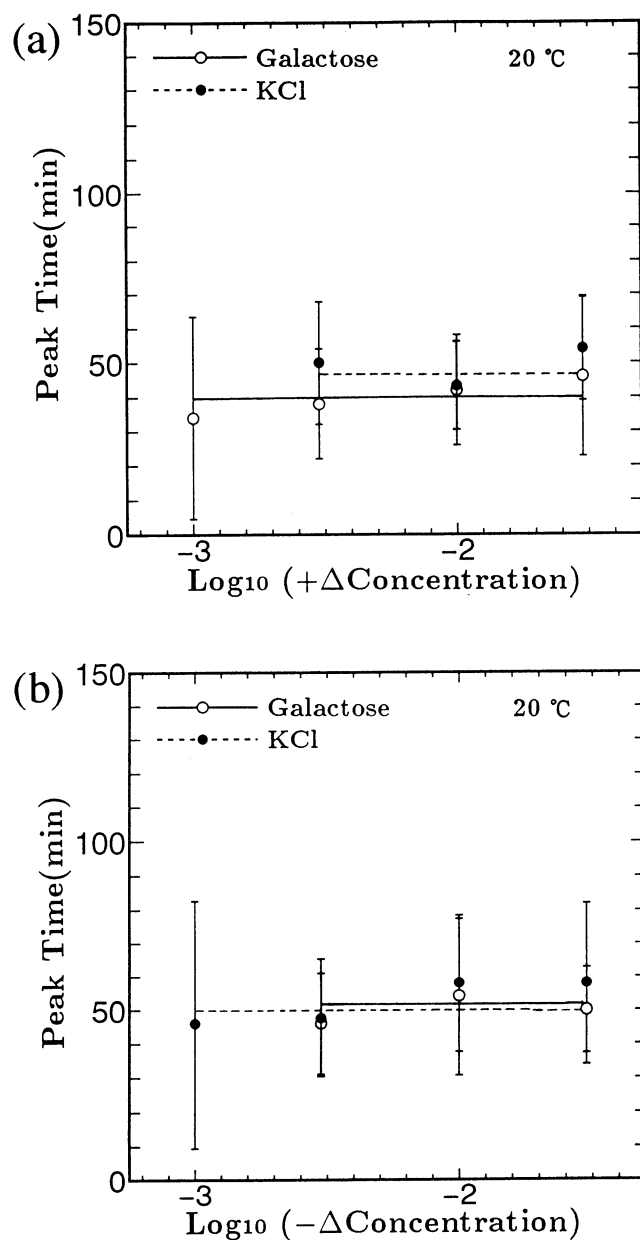 (a)
150
Galactose 20 ℃
KCl
100
50
0
Peak Time(min)
-3 -2
Log10 (+ΔConcentration)
(b)
150
Galactose 20 ℃
KCl
100
50
0
Peak Time(min)
-3 -2
Log10 (-ΔConcentration)